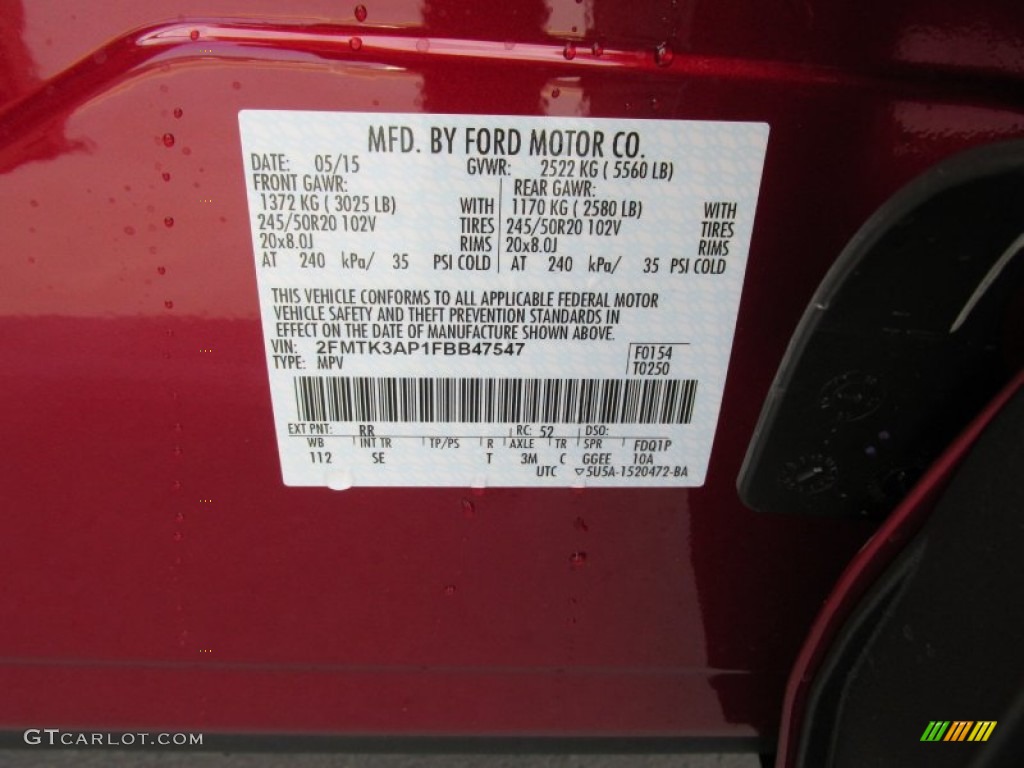 MFD. BY FORD MOTOR CO.
DATE: 05/15 GVWR: 2522 KG ( 5560 LB)
FRONT GAWR: REAR GAWR:
1372 KG ( 3025 LB) WITH 1170 KG ( 2580 LB) WITH
245/50R20 102V TIRES 245/50R20 102V TIRES
20x8.0J RIMS 20x8.0J RIMS
AT 240 kPa/ 35 PSI COLD AT 240 kPa/ 35 PSI COLD
THIS VEHICLE CONFORMS TO ALL APPLICABLE FEDERAL MOTOR
VEHICLE SAFETY AND THEFT PREVENTION STANDARDS IN
EFFECT ON THE DATE OF MANUFACTURE SHOWN ABOVE.
VIN: 2FMTK3AP1FBB47547 F0154
TYPE: MPV T0250
EXT PNT: RR RC: 52 DSO:
WB INT TR TP/PS R AXLE TR SPR FDQ1P
112 SE T 3M C GGEE 10A
UTC ▽5U5A-1520472-BA
GTCARLOT.COM